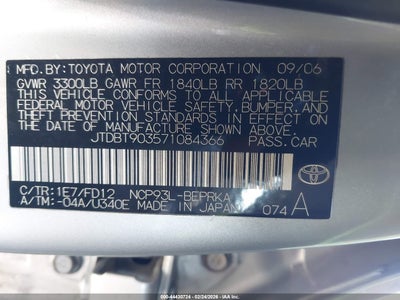 MFD. BY:TOYOTA MOTOR CORPORATION 09/06
GVWR 3300LB GAWR FR 1840LB RR 1820LB
THIS VEHICLE CONFORMS TO ALL APPLICABLE
FEDERAL MOTOR VEHICLE SAFETY,BUMPER,AND
THEFT PREVENTION STANDARDS IN EFFECT ON
THE DATE OF MANUFACTURE SHOWN ABOVE.
JTDBT903571084366 PASS.CAR
C/TR:1E7/FD12 NCP93L-BEPRKA
A/TM:-04A/U340E MADE IN JAPAN 074 A
TOYOTA
500-44430724 - 02/24/2026 - IAA, Inc.